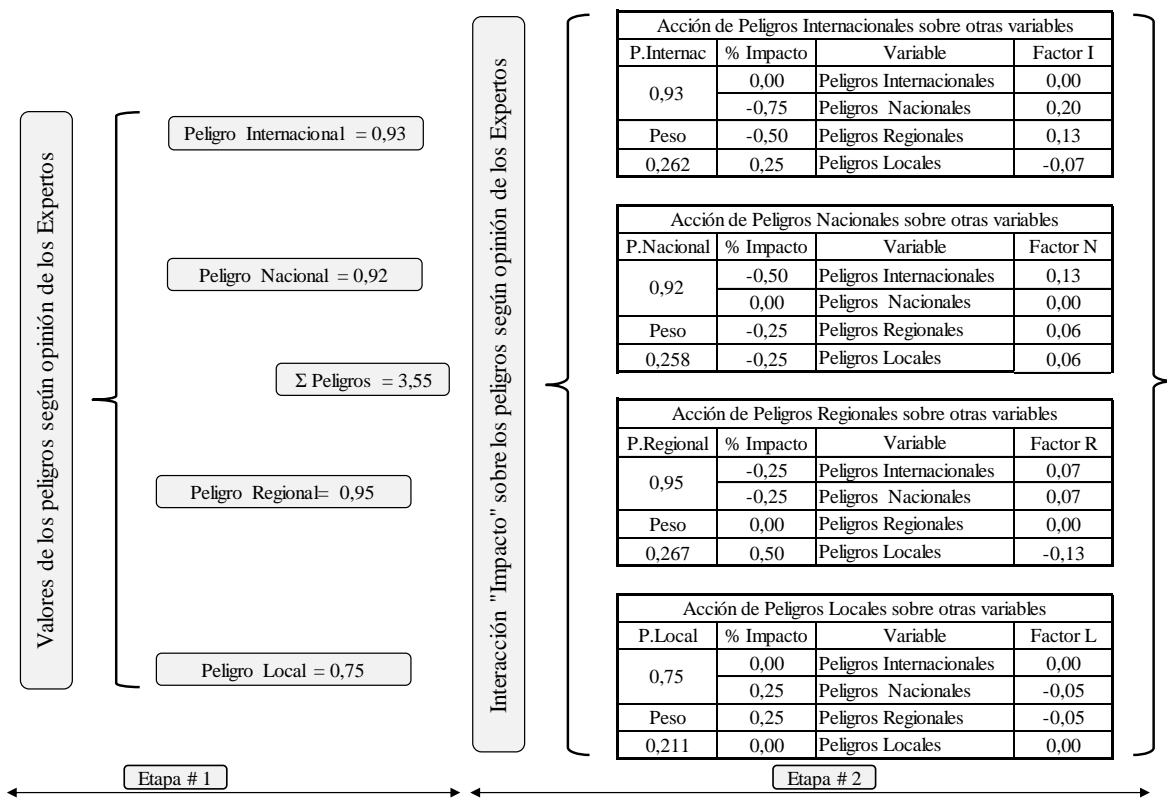 Valores de los peligros según opinión de los Expertos
Peligro Internacional = 0,93
Peligro Nacional = 0,92
Σ Peligros = 3,55
Peligro Regional= 0,95
Peligro Local = 0,75
Interacción "Impacto" sobre los peligros según opinión de los Expertos
Acción de Peligros Internacionales sobre otras variables
P.Internac % Impacto Variable Factor I
0,93 0,00 Peligros Internacionales 0,00
-0,75 Peligros Nacionales 0,20
Peso -0,50 Peligros Regionales 0,13
0,262 0,25 Peligros Locales -0,07
Acción de Peligros Nacionales sobre otras variables
P.Nacional % Impacto Variable Factor N
0,92 -0,50 Peligros Internacionales 0,13
0,00 Peligros Nacionales 0,00
Peso -0,25 Peligros Regionales 0,06
0,258 -0,25 Peligros Locales 0,06
Acción de Peligros Regionales sobre otras variables
P.Regional % Impacto Variable Factor R
0,95 -0,25 Peligros Internacionales 0,07
-0,25 Peligros Nacionales 0,07
Peso 0,00 Peligros Regionales 0,00
0,267 0,50 Peligros Locales -0,13
Acción de Peligros Locales sobre otras variables
P.Local % Impacto Variable Factor L
0,75 0,00 Peligros Internacionales 0,00
0,25 Peligros Nacionales -0,05
Peso 0,25 Peligros Regionales -0,05
0,211 0,00 Peligros Locales 0,00
Etapa # 1
Etapa # 2